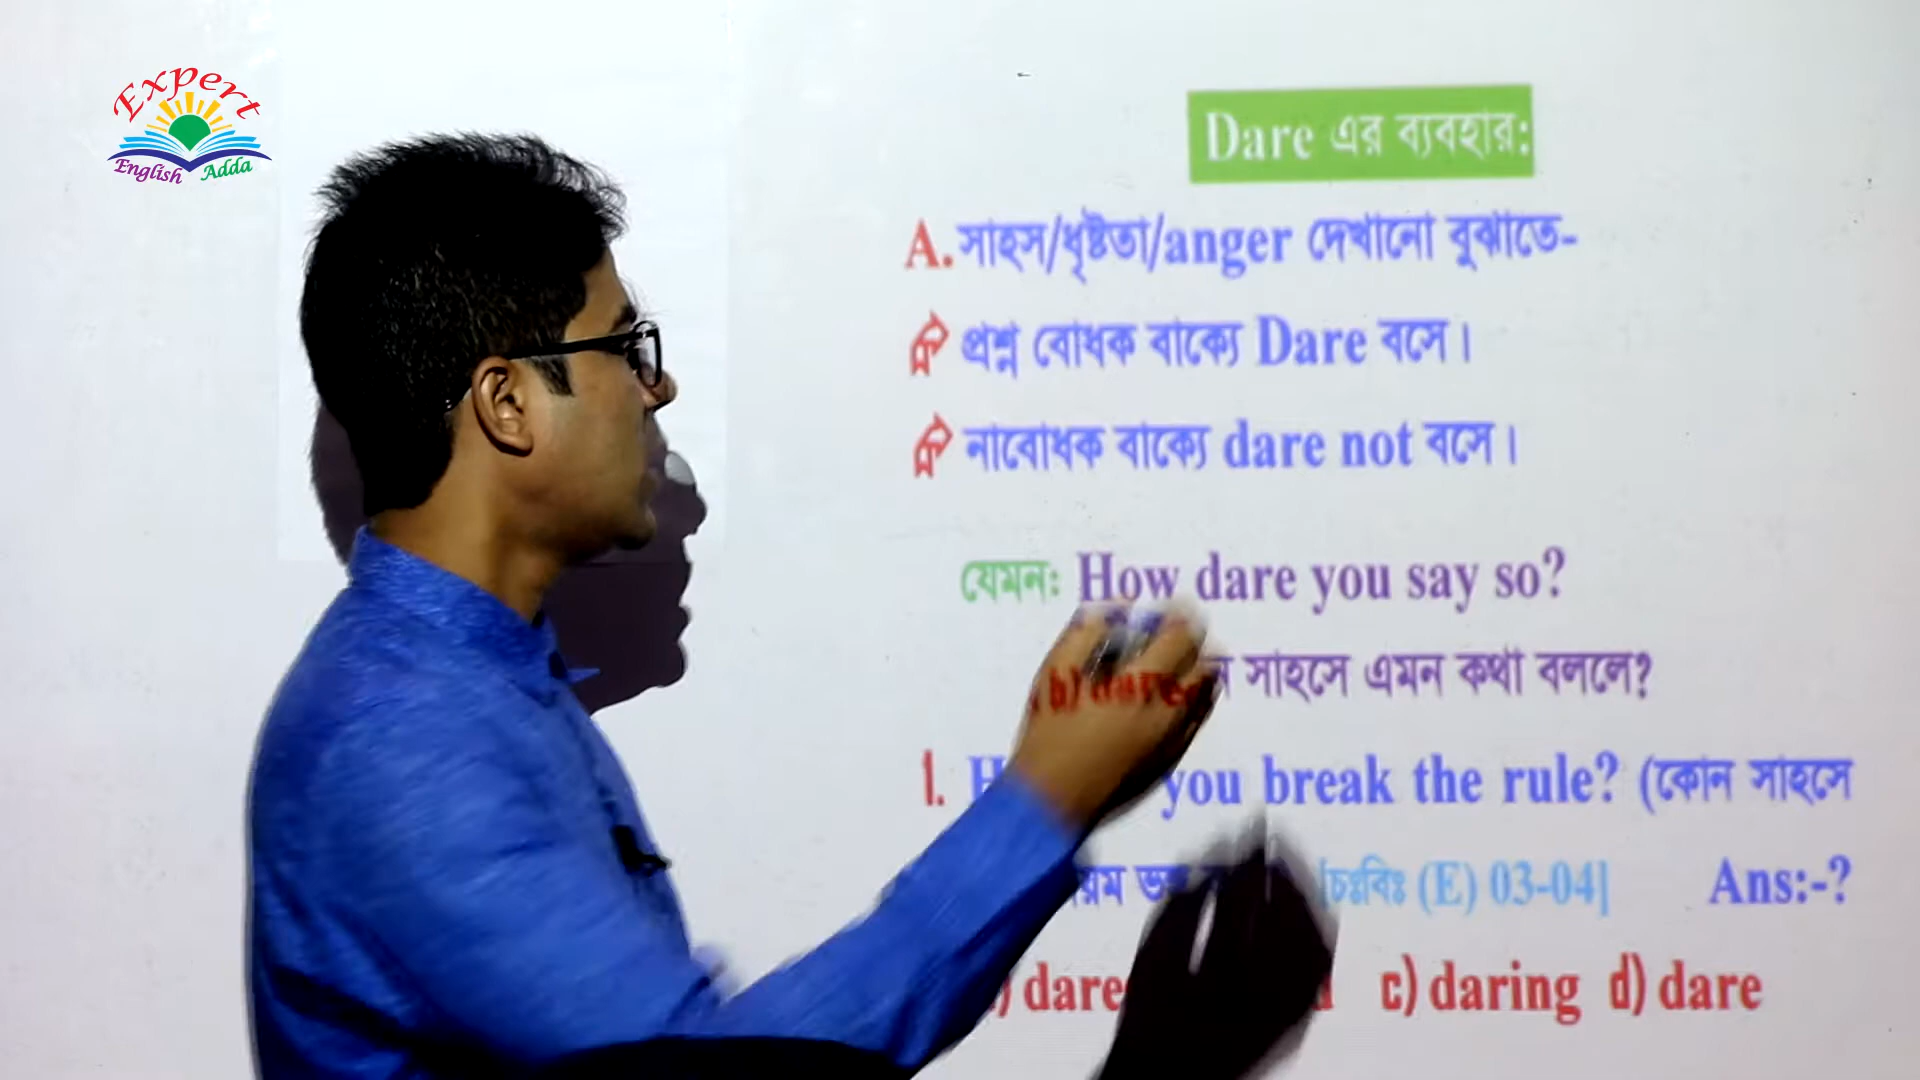 Expert
English Adda
Dare এর ব্যবহার:
A. সাহস/ধৃষ্টতা/anger দেখানো বুঝাতে-
প্রশ্ন বোধক বাক্যে Dare বসে।
নাবোধক বাক্যে dare not বসে।
যেমন: How dare you say so?
সাহসে এমন কথা বললে?
1. you break the rule? (কোন সাহসে
[চঃবিঃ (E) 03-04] Ans:-?
c) daring d) dare